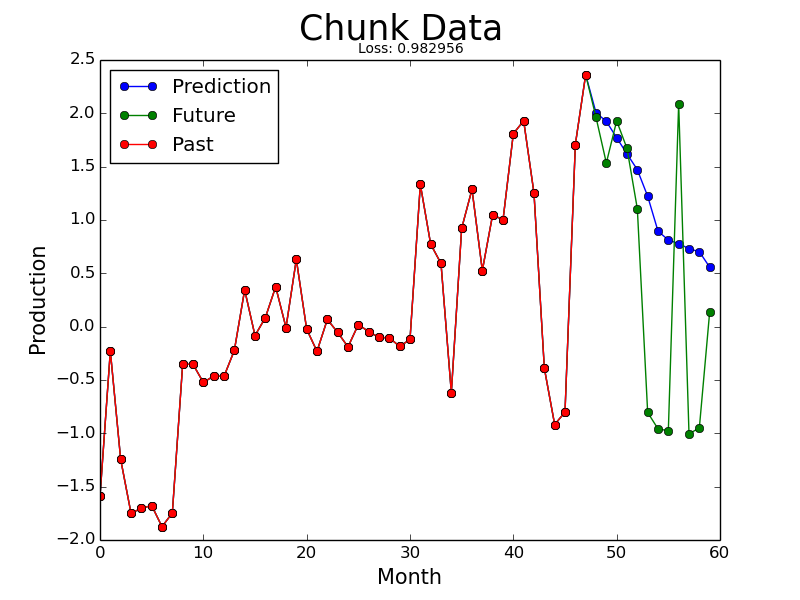 Chunk Data
Loss: 0.982956
Prediction
Future
Past
Production
2.5
2.0
1.5
1.0
0.5
0.0
−0.5
−1.0
−1.5
−2.0
0 10 20 30 40 50 60
Month